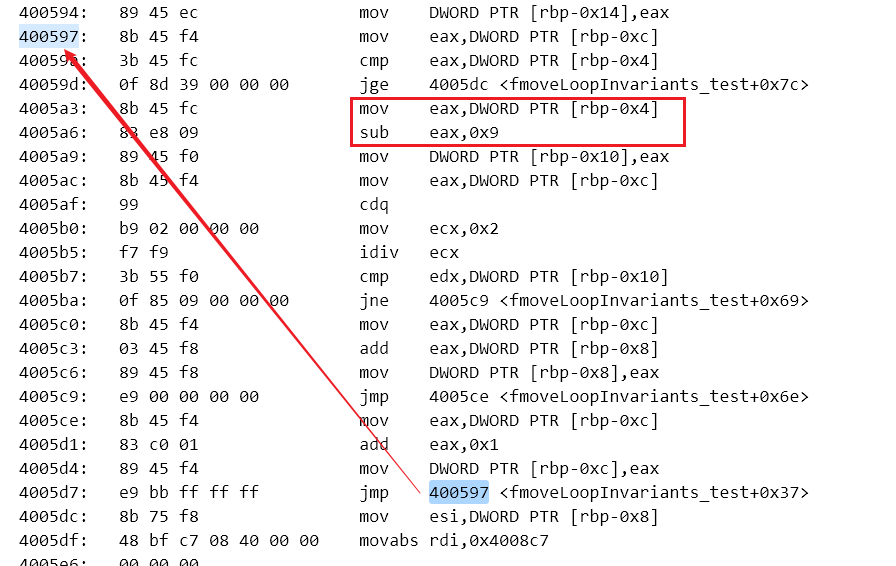 400594: 89 45 ec mov DWORD PTR [rbp-0x14],eax
400597: 8b 45 f4 mov eax,DWORD PTR [rbp-0xc]
40059a: 3b 45 fc cmp eax,DWORD PTR [rbp-0x4]
40059d: 0f 8d 39 00 00 00 jge 4005dc <fmoveLoopInvariants_test+0x7c>
4005a3: 8b 45 fc mov eax,DWORD PTR [rbp-0x4]
4005a6: 83 e8 09 sub eax,0x9
4005a9: 89 45 f0 mov DWORD PTR [rbp-0x10],eax
4005ac: 8b 45 f4 mov eax,DWORD PTR [rbp-0xc]
4005af: 99 cdq
4005b0: b9 02 00 00 00 mov ecx,0x2
4005b5: f7 f9 idiv ecx
4005b7: 3b 55 f0 cmp edx,DWORD PTR [rbp-0x10]
4005ba: 0f 85 09 00 00 00 jne 4005c9 <fmoveLoopInvariants_test+0x69>
4005c0: 8b 45 f4 mov eax,DWORD PTR [rbp-0xc]
4005c3: 03 45 f8 add eax,DWORD PTR [rbp-0x8]
4005c6: 89 45 f8 mov DWORD PTR [rbp-0x8],eax
4005c9: e9 00 00 00 00 jmp 4005ce <fmoveLoopInvariants_test+0x6e>
4005ce: 8b 45 f4 mov eax,DWORD PTR [rbp-0xc]
4005d1: 83 c0 01 add eax,0x1
4005d4: 89 45 f4 mov DWORD PTR [rbp-0xc],eax
4005d7: e9 bb ff ff ff jmp 400597 <fmoveLoopInvariants_test+0x37>
4005dc: 8b 75 f8 mov esi,DWORD PTR [rbp-0x8]
4005df: 48 bf c7 08 40 00 00 movabs rdi,0x4008c7
4005e6: 00 00 00